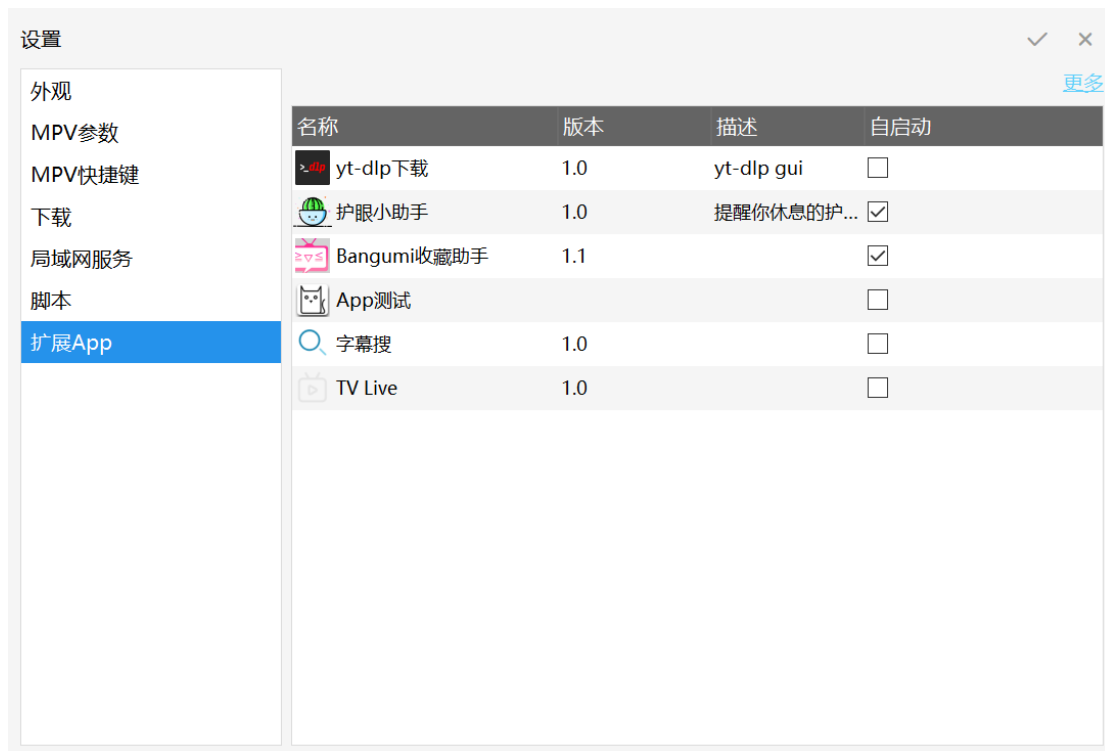 设置
更多
外观
MPV参数
MPV快捷键
下载
局域网服务
脚本
扩展App
名称 版本 描述 自启动
>_dlp yt-dlp下载 1.0 yt-dlp gui
护眼小助手 1.0 提醒你休息的护...
Bangumi收藏助手 1.1
App测试
字幕搜 1.0
TV Live 1.0